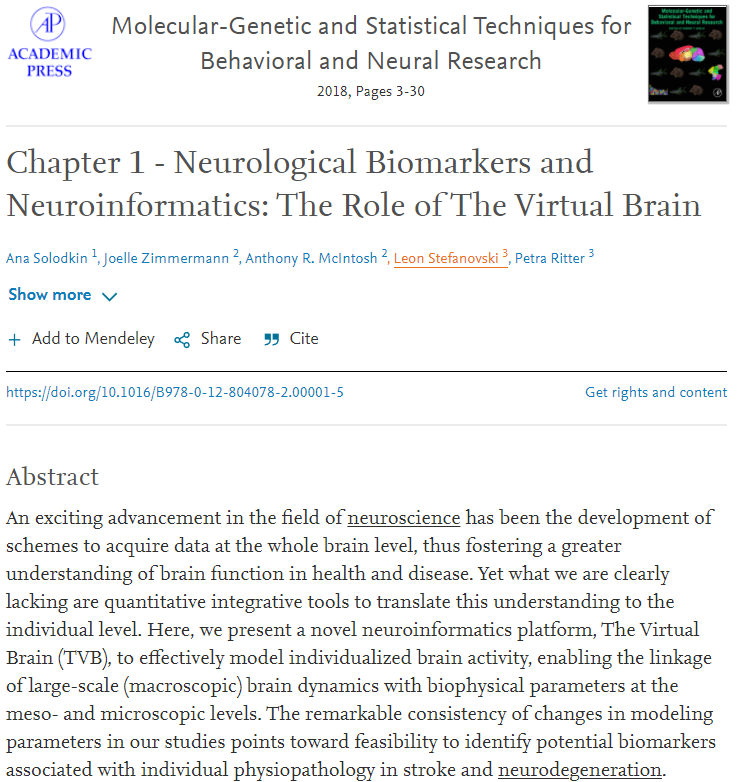 ACADEMIC
PRESS
Molecular-Genetic and Statistical Techniques for
Behavioral and Neural Research
2018, Pages 3-30
Molecular-Genetic and
Statistical Techniques for
Behavioral and Neural Research
Chapter 1 - Neurological Biomarkers and
Neuroinformatics: The Role of The Virtual Brain
Ana Solodkin 1, Joelle Zimmermann 2, Anthony R. McIntosh 2, Leon Stefanovski 3, Petra Ritter 3
Show more
+ Add to Mendeley Share Cite
https://doi.org/10.1016/B978-0-12-804078-2.00001-5 Get rights and content
Abstract
An exciting advancement in the field of neuroscience has been the development of
schemes to acquire data at the whole brain level, thus fostering a greater
understanding of brain function in health and disease. Yet what we are clearly
lacking are quantitative integrative tools to translate this understanding to the
individual level. Here, we present a novel neuroinformatics platform, The Virtual
Brain (TVB), to effectively model individualized brain activity, enabling the linkage
of large-scale (macroscopic) brain dynamics with biophysical parameters at the
meso- and microscopic levels. The remarkable consistency of changes in modeling
parameters in our studies points toward feasibility to identify potential biomarkers
associated with individual physiopathology in stroke and neurodegeneration.